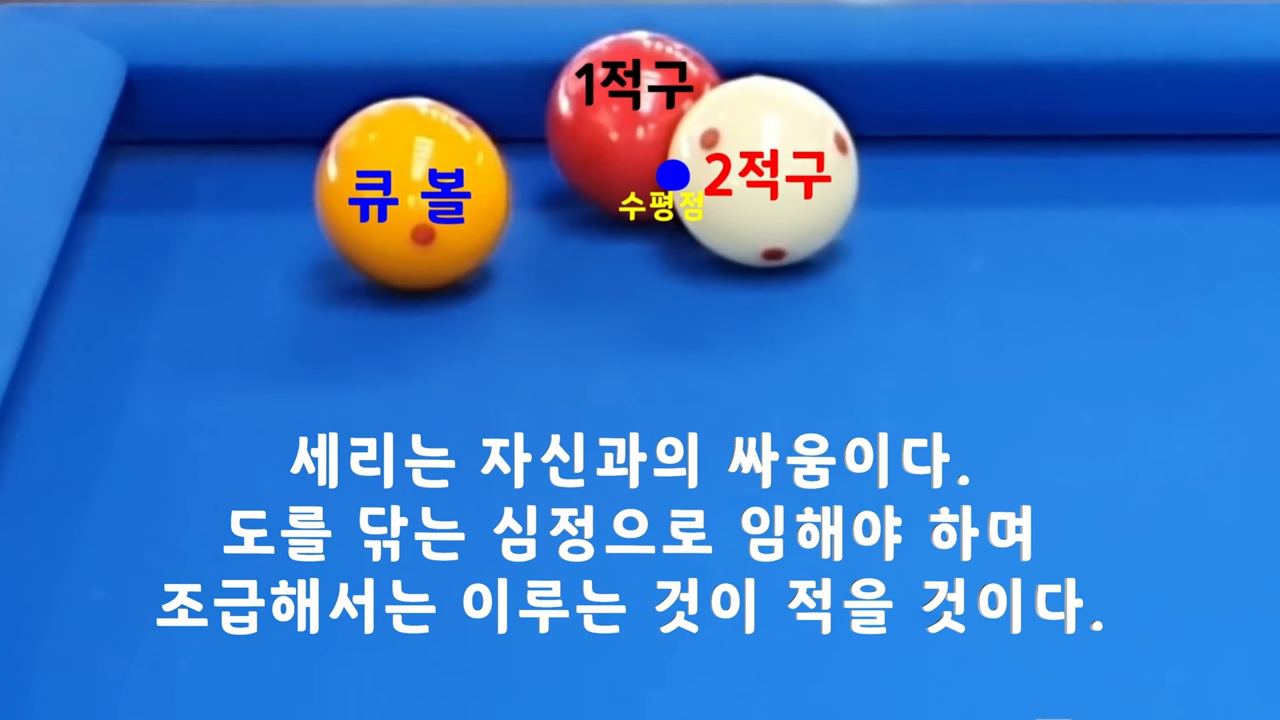 1적구
큐 볼
2적구
수평점
세리는 자신과의 싸움이다.
도를 닦는 심정으로 임해야 하며
조급해서는 이루는 것이 적을 것이다.